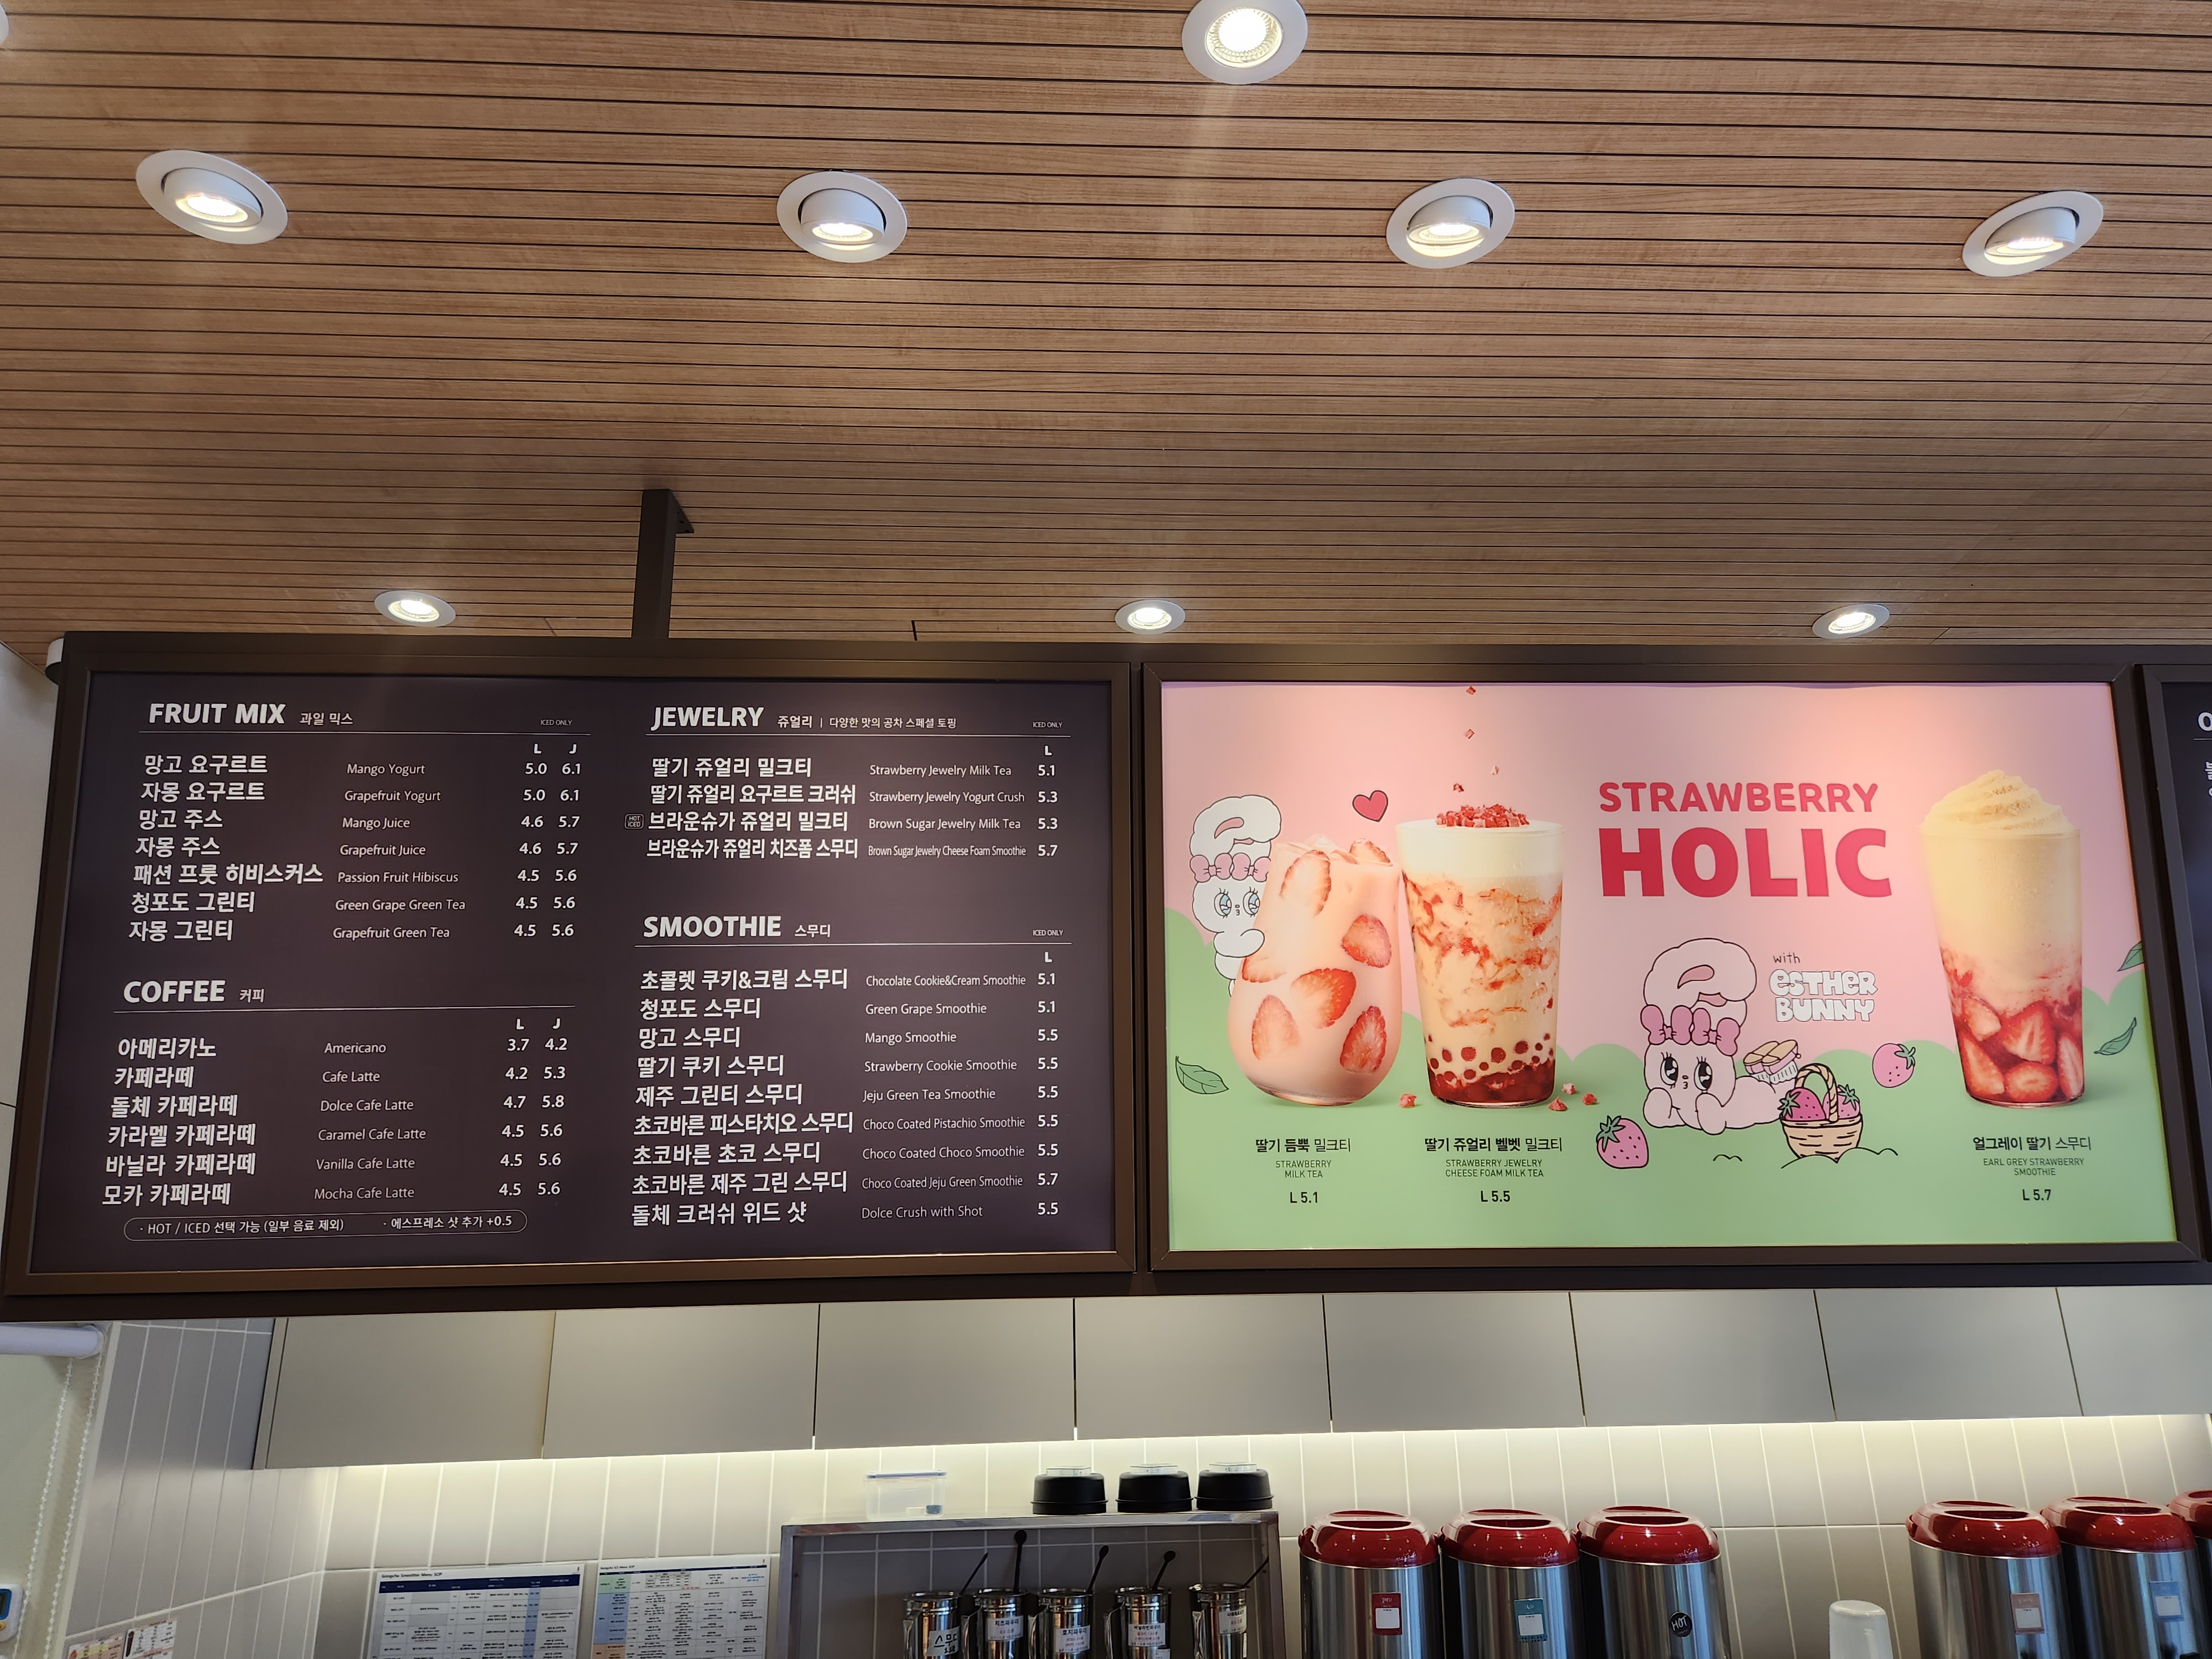 FRUIT MIX 과일 믹스 ICED ONLY
L J
망고 요구르트 Mango Yogurt 5.0 6.1
자몽 요구르트 Grapefruit Yogurt 5.0 6.1
망고 주스 Mango Juice 4.6 5.7
자몽 주스 Grapefruit Juice 4.6 5.7
패션 프룻 히비스커스 Passion Fruit Hibiscus 4.5 5.6
청포도 그린티 Green Grape Green Tea 4.5 5.6
자몽 그린티 Grapefruit Green Tea 4.5 5.6
COFFEE 커피
L J
아메리카노 Americano 3.7 4.2
카페라떼 Cafe Latte 4.2 5.3
돌체 카페라떼 Dolce Cafe Latte 4.7 5.8
카라멜 카페라떼 Caramel Cafe Latte 4.5 5.6
바닐라 카페라떼 Vanilla Cafe Latte 4.5 5.6
모카 카페라떼 Mocha Cafe Latte 4.5 5.6
· HOT / ICED 선택 가능 (일부 음료 제외) · 에스프레소 샷 추가 +0.5
JEWELRY 쥬얼리 | 다양한 맛의 공차 스페셜 토핑 ICED ONLY
L
딸기 쥬얼리 밀크티 Strawberry Jewelry Milk Tea 5.1
딸기 쥬얼리 요구르트 크러쉬 Strawberry Jewelry Yogurt Crush 5.3
HOT ICED 브라운슈가 쥬얼리 밀크티 Brown Sugar Jewelry Milk Tea 5.3
브라운슈가 쥬얼리 치즈폼 스무디 Brown Sugar Jewelry Cheese Foam Smoothie 5.7
SMOOTHIE 스무디 ICED ONLY
L
초콜렛 쿠키&크림 스무디 Chocolate Cookie&Cream Smoothie 5.1
청포도 스무디 Green Grape Smoothie 5.1
망고 스무디 Mango Smoothie 5.5
딸기 쿠키 스무디 Strawberry Cookie Smoothie 5.5
제주 그린티 스무디 Jeju Green Tea Smoothie 5.5
초코바른 피스타치오 스무디 Choco Coated Pistachio Smoothie 5.5
초코바른 초코 스무디 Choco Coated Choco Smoothie 5.5
초코바른 제주 그린 스무디 Choco Coated Jeju Green Smoothie 5.7
돌체 크러쉬 위드 샷 Dolce Crush with Shot 5.5
STRAWBERRY
HOLIC
with
esther
BUNNY
딸기 듬뿍 밀크티
STRAWBERRY
MILK TEA
L 5.1
딸기 쥬얼리 벨벳 밀크티
STRAWBERRY JEWELRY
CHEESE FOAM MILK TEA
L 5.5
얼그레이 딸기 스무디
EARL GREY STRAWBERRY
SMOOTHIE
L 5.7
스무디
HOT